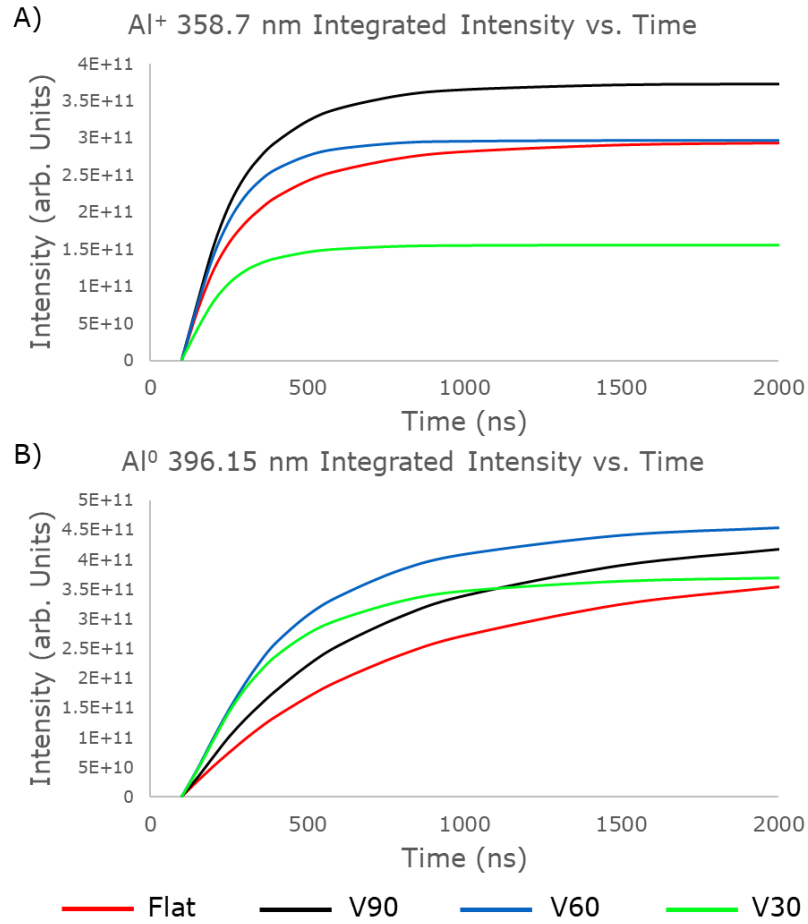 A)
Al⁺ 358.7 nm Integrated Intensity vs. Time
4E+11
3.5E+11
3E+11
2.5E+11
2E+11
1.5E+11
1E+11
5E+10
0
Intensity (arb. Units)
0 500 1000 1500 2000
Time (ns)
B)
Al⁰ 396.15 nm Integrated Intensity vs. Time
5E+11
4.5E+11
4E+11
3.5E+11
3E+11
2.5E+11
2E+11
1.5E+11
1E+11
5E+10
0
Intensity (arb. Units)
0 500 1000 1500 2000
Time (ns)
Flat V90 V60 V30